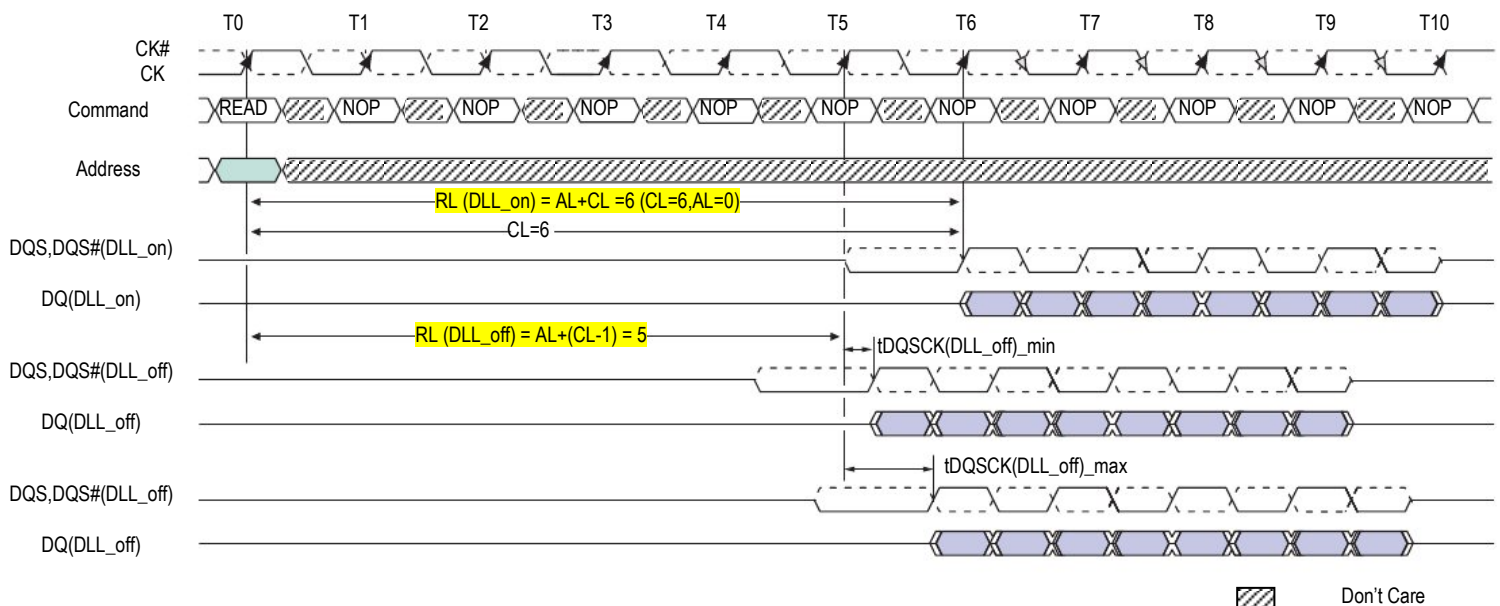 T0 T1 T2 T3 T4 T5 T6 T7 T8 T9 T10
CK#
CK
Command READ NOP NOP NOP NOP NOP NOP NOP NOP NOP NOP
Address
RL (DLL_on) = AL+CL =6 (CL=6,AL=0)
CL=6
DQS,DQS#(DLL_on)
DQ(DLL_on)
RL (DLL_off) = AL+(CL-1) = 5
tDQSCK(DLL_off)_min
DQS,DQS#(DLL_off)
DQ(DLL_off)
tDQSCK(DLL_off)_max
DQS,DQS#(DLL_off)
DQ(DLL_off)
Don't Care